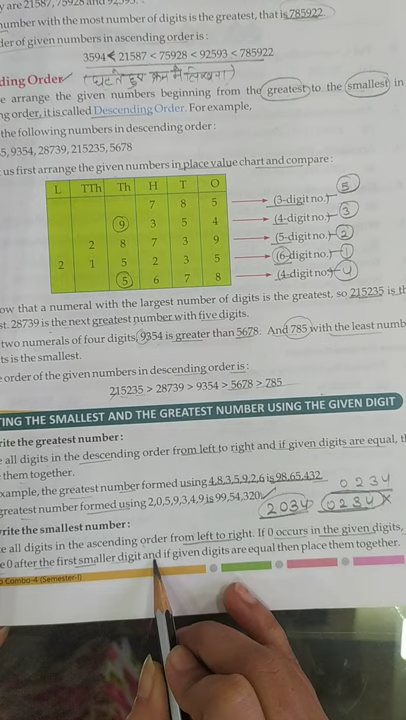 y are 21587, 75928 and 92593.
number with the most number of digits is the greatest, that is 785922.
der of given numbers in ascending order is :
3594 < 21587 < 75928 < 92593 < 785922
ding Order
(घटते हुए क्रम में लिखना)
e arrange the given numbers beginning from the greatest to the smallest in
ng order, it is called Descending Order. For example,
the following numbers in descending order :
5, 9354, 28739, 215235, 5678
us first arrange the given numbers in place value chart and compare :
L TTh Th H T O
7 8 5 (3-digit no.) 5
9 3 5 4 (4-digit no.) 3
2 8 7 3 9 (5-digit no.) 2
2 1 5 2 3 5 (6-digit no.) 1
5 6 7 8 (4-digit no.) 4
ow that a numeral with the largest number of digits is the greatest, so 215235 is th
st. 28739 is the next greatest number with five digits.
two numerals of four digits, 9354 is greater than 5678. And 785 with the least numb
ts is the smallest.
e order of the given numbers in descending order is :
215235 > 28739 > 9354 > 5678 > 785
TING THE SMALLEST AND THE GREATEST NUMBER USING THE GIVEN DIGIT
rite the greatest number :
e all digits in the descending order from left to right and if given digits are equal, th
them together.
xample, the greatest number formed using 4,8,3,5,9,2,6 is 98,65,432
0 2 3 4
greatest number formed using 2,0,5,9,3,4,9 is 99,54,320
2034 0234 ×
write the smallest number :
e all digits in the ascending order from left to right. If 0 occurs in the given digits,
e 0 after the first smaller digit and if given digits are equal then place them together.
o Combo-4 (Semester-I)